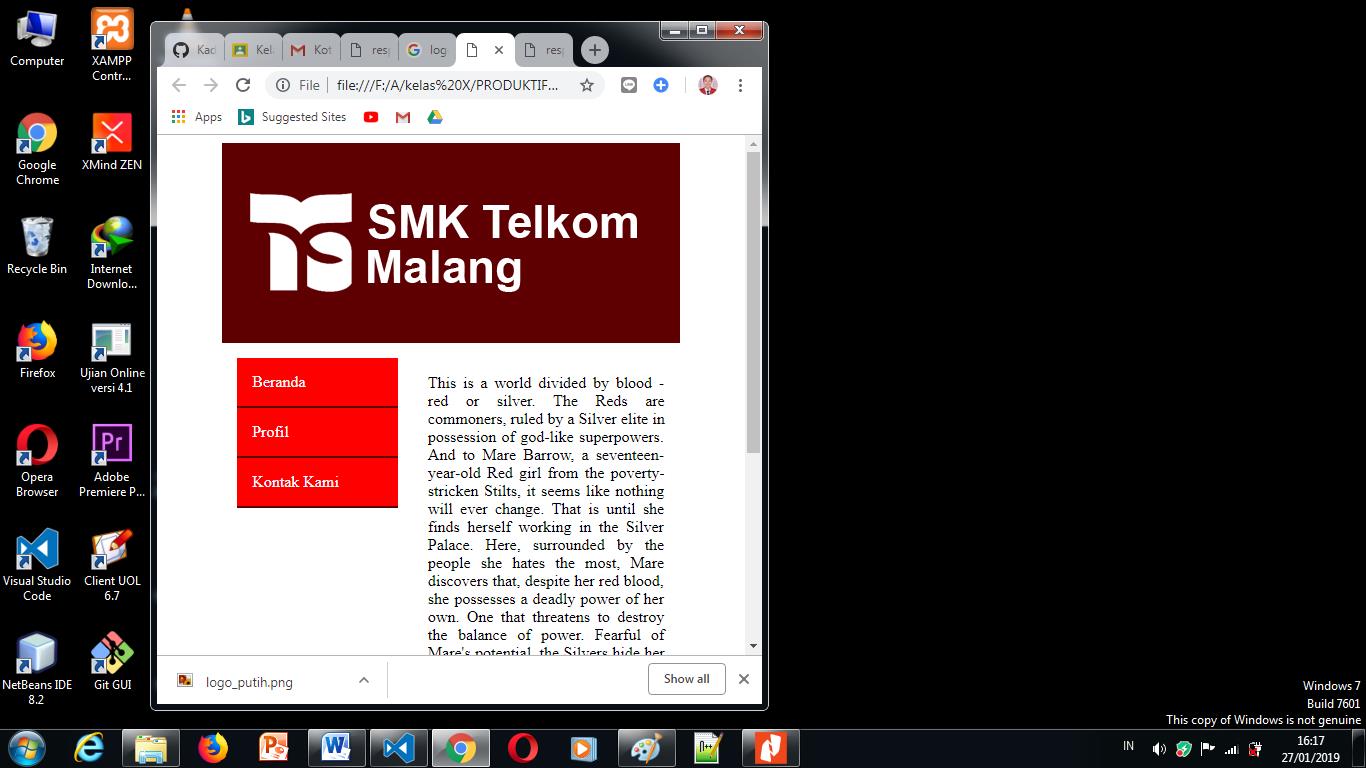 Computer
XAMPP
Contr...
Google
Chrome
XMind ZEN
Recycle Bin
Internet
Downlo...
Firefox
Ujian Online
versi 4.1
Opera
Browser
Adobe
Premiere P...
Visual Studio
Code
Client UOL
6.7
NetBeans IDE
8.2
Git GUI
Kad
Kela
Kot
res
log
res
File
file:///F:/A/kelas%20X/PRODUKTIF...
Apps
Suggested Sites
SMK Telkom
Malang
Beranda
Profil
Kontak Kami
This is a world divided by blood -
red or silver. The Reds are
commoners, ruled by a Silver elite in
possession of god-like superpowers.
And to Mare Barrow, a seventeen-
year-old Red girl from the poverty-
stricken Stilts, it seems like nothing
will ever change. That is until she
finds herself working in the Silver
Palace. Here, surrounded by the
people she hates the most, Mare
discovers that, despite her red blood,
she possesses a deadly power of her
own. One that threatens to destroy
the balance of power. Fearful of
Mare's potential, the Silvers hide her
logo_putih.png
Show all
Windows 7
Build 7601
This copy of Windows is not genuine
IN
16:17
27/01/2019